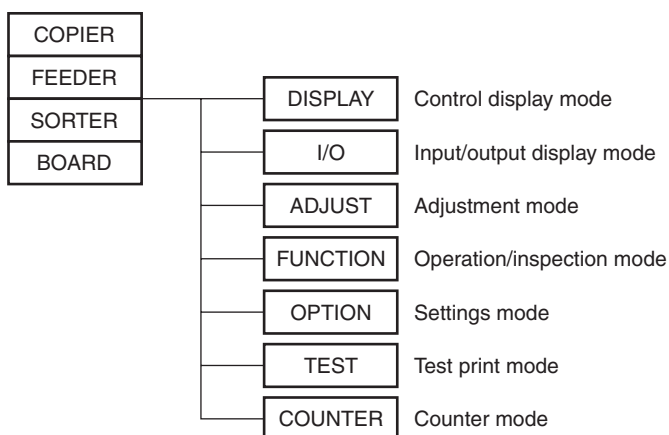 COPIER
FEEDER
SORTER
BOARD
DISPLAY Control display mode
I/O Input/output display mode
ADJUST Adjustment mode
FUNCTION Operation/inspection mode
OPTION Settings mode
TEST Test print mode
COUNTER Counter mode